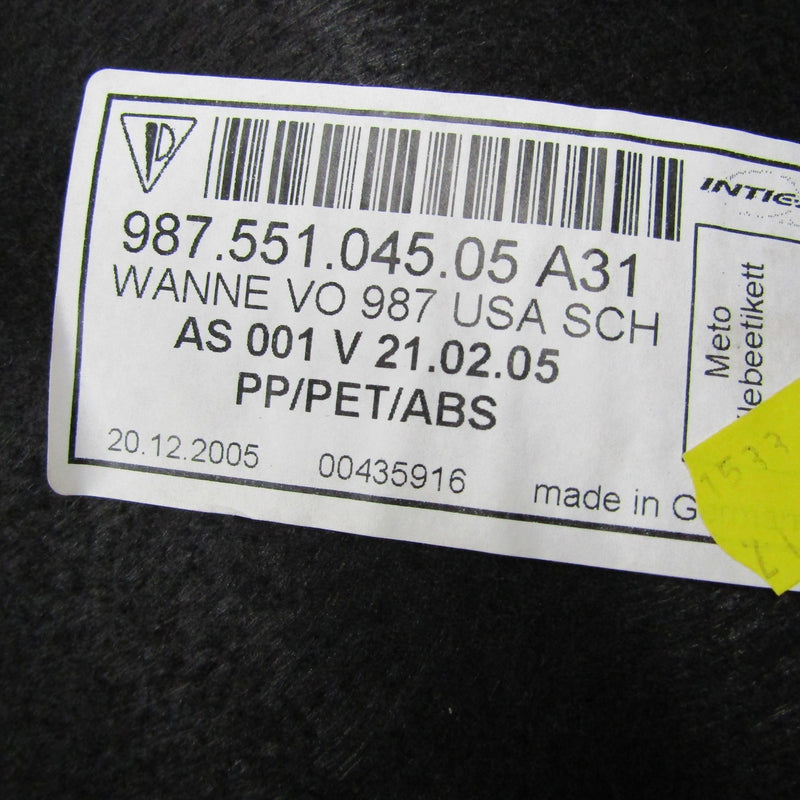 987.551.045.05 A31
WANNE VO 987 USA SCH
AS 001 V 21.02.05
PP/PET/ABS
20.12.2005 00435916
made in
INTIE
Meto
1533